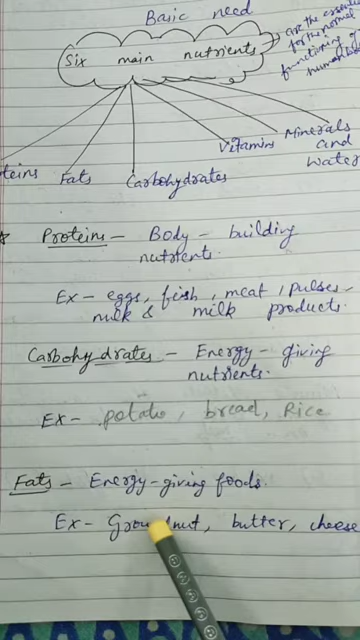 Basic need
are the essen
for the normal
functioning of
human bo
Six main nutrients
teins
Fats
Carbohydrates
Vitamins
Minerals
and
Water
Proteins - Body - building
nutrients.
Ex - eggs, fish, meat, pulses -
milk & milk products.
Carbohydrates - Energy - giving
nutrients.
Ex - potato, bread, Rice
Fats - Energy - giving foods.
Ex - Groundnut, butter, cheese